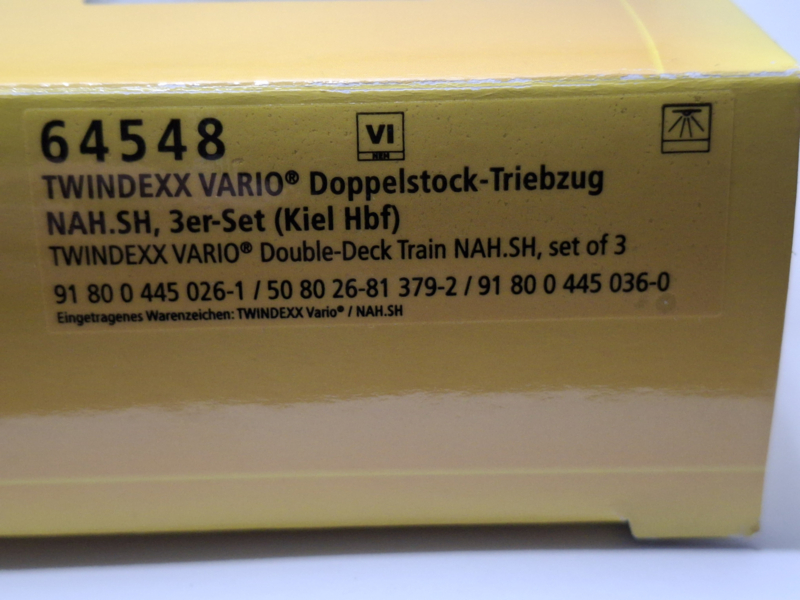 64548 VI
NEM
TWINDEXX VARIO® Doppelstock-Triebzug
NAH.SH, 3er-Set (Kiel Hbf)
TWINDEXX VARIO® Double-Deck Train NAH.SH, set of 3
91 80 0 445 026-1 / 50 80 26-81 379-2 / 91 80 0 445 036-0
Eingetragenes Warenzeichen: TWINDEXX Vario® / NAH.SH